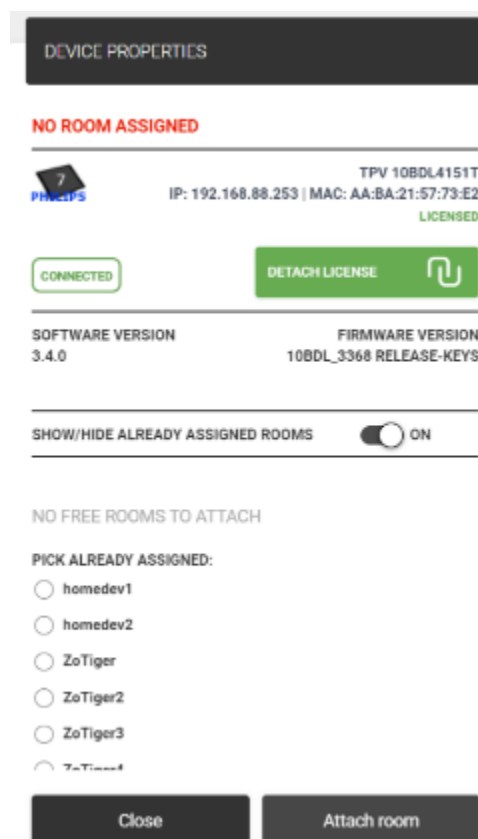 DEVICE PROPERTIES
NO ROOM ASSIGNED
7
PHILIPS
TPV 10BDL4151T
IP: 192.168.88.253 | MAC: AA:BA:21:57:73:E2
LICENSED
CONNECTED
DETACH LICENSE
SOFTWARE VERSION
3.4.0
FIRMWARE VERSION
10BDL_3368 RELEASE-KEYS
SHOW/HIDE ALREADY ASSIGNED ROOMS
ON
NO FREE ROOMS TO ATTACH
PICK ALREADY ASSIGNED:
homedev1
homedev2
ZoTiger
ZoTiger2
ZoTiger3
Close
Attach room